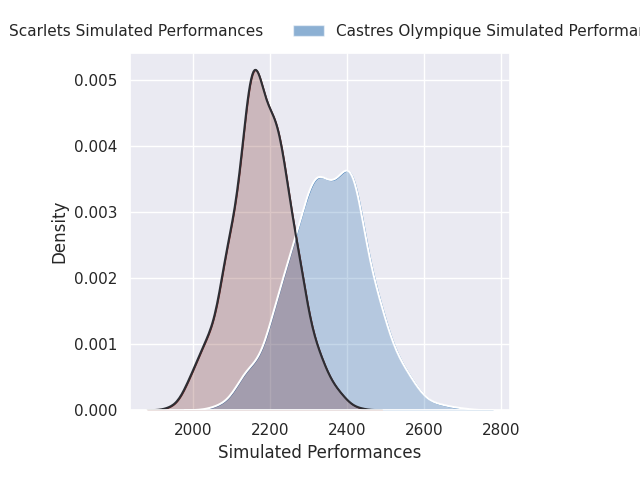 Scarlets Simulated Performances
Castres Olympique Simulated
0.005
0.004
0.003
0.002
0.001
0.000
Density
2000 2200 2400 2600 2800
Simulated Performances